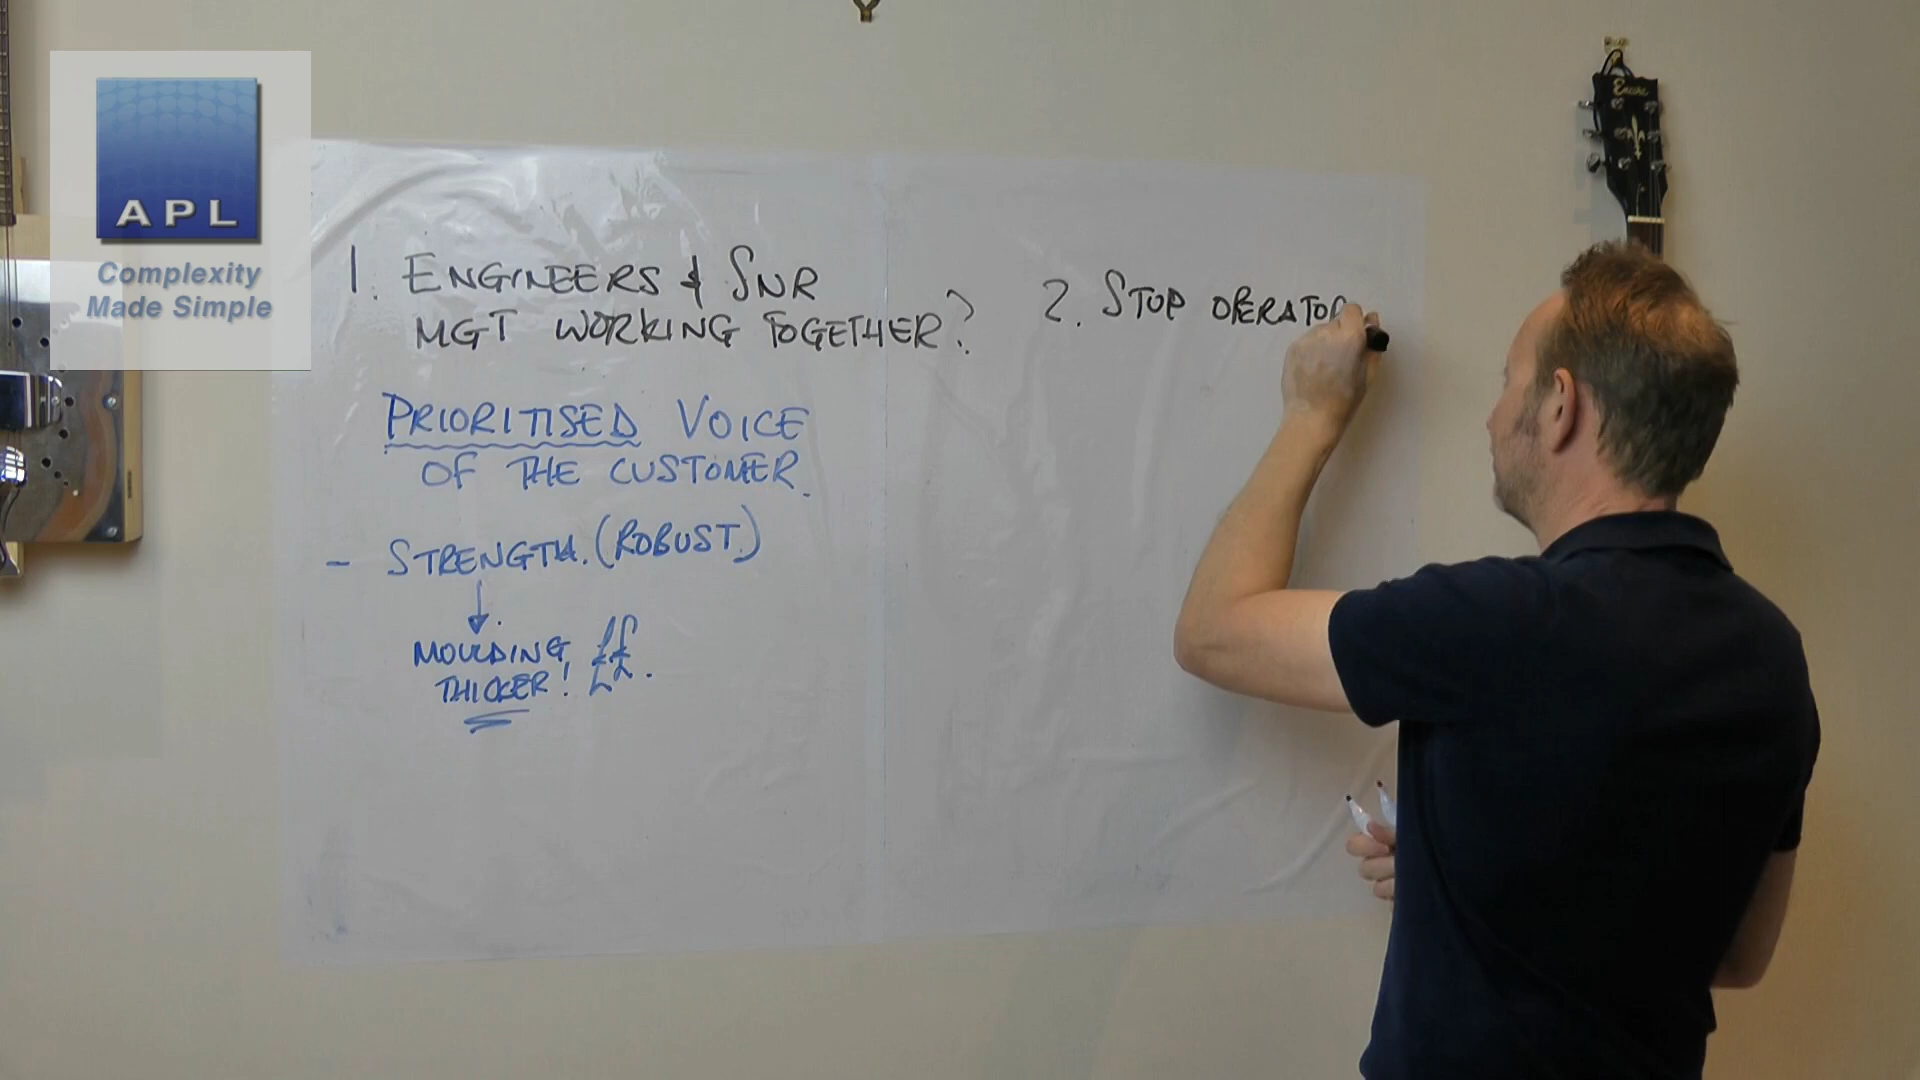 APL
Complexity
Made Simple
1. ENGINEERS & SNR
MGT WORKING TOGETHER?
PRIORITISED VOICE
OF THE CUSTOMER.
- STRENGTH. (ROBUST.)
MOULDING
THICKER! ££.
2. STOP OPERATOR
Encore